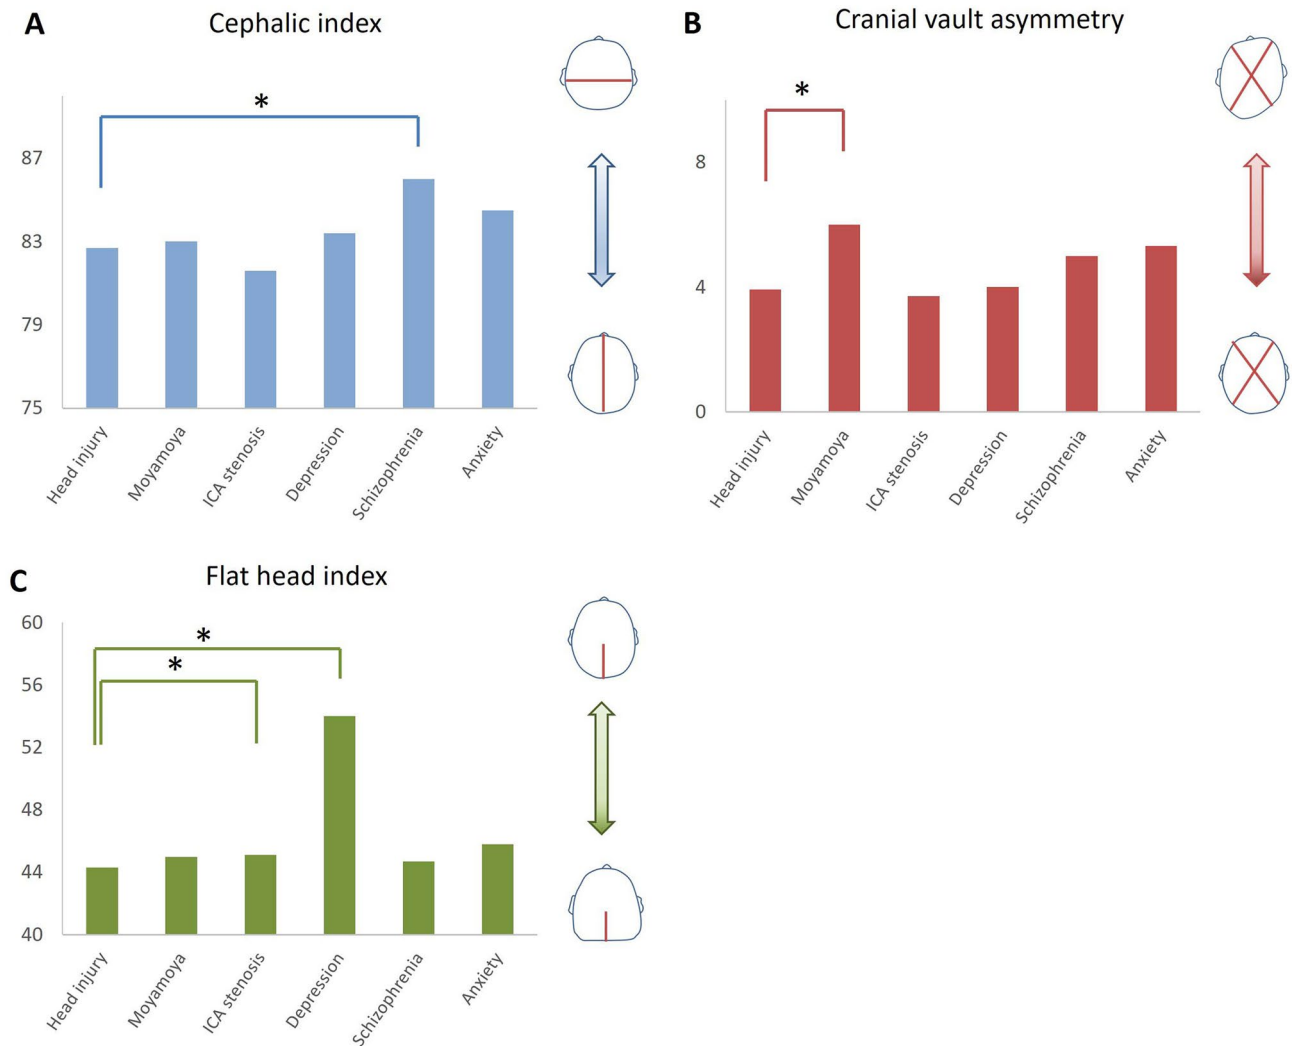 A
Cephalic index
*
87
83
79
75
Head injury
Moyamoya
ICA stenosis
Depression
Schizophrenia
Anxiety
B
Cranial vault asymmetry
*
8
4
0
Head injury
Moyamoya
ICA stenosis
Depression
Schizophrenia
Anxiety
C
Flat head index
*
*
60
56
52
48
44
40
Head injury
Moyamoya
ICA stenosis
Depression
Schizophrenia
Anxiety